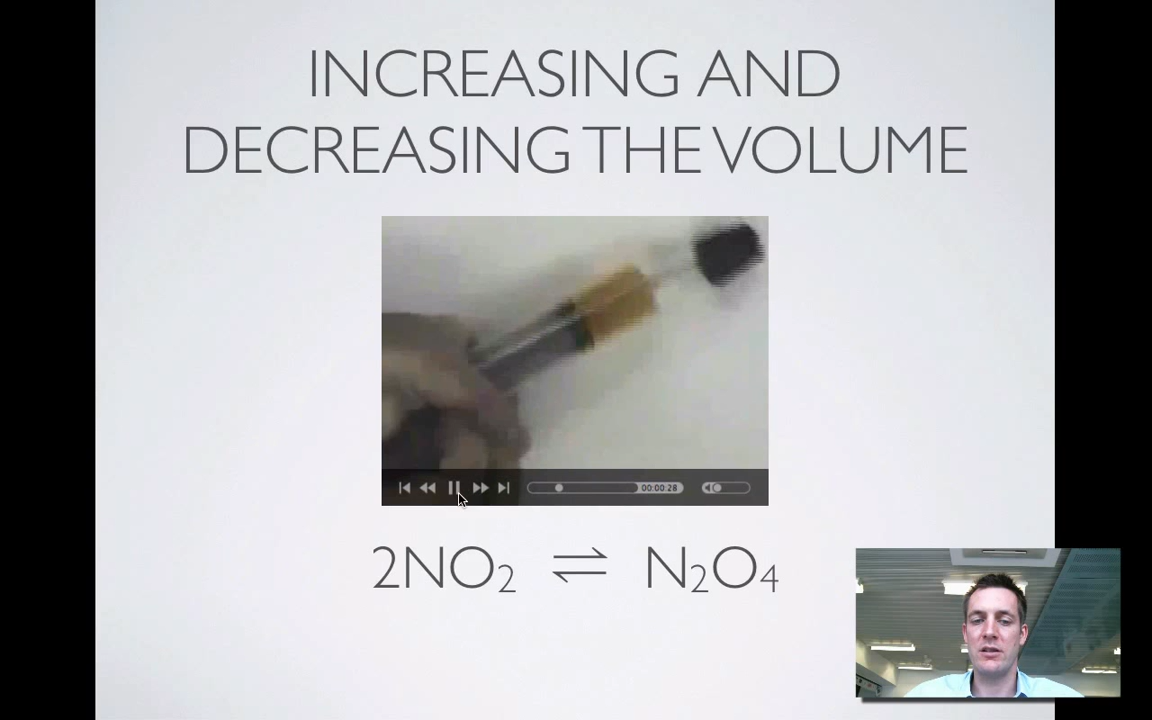 INCREASING AND
DECREASING THE VOLUME
00:00:28
2NO₂ ⇌ N₂O₄